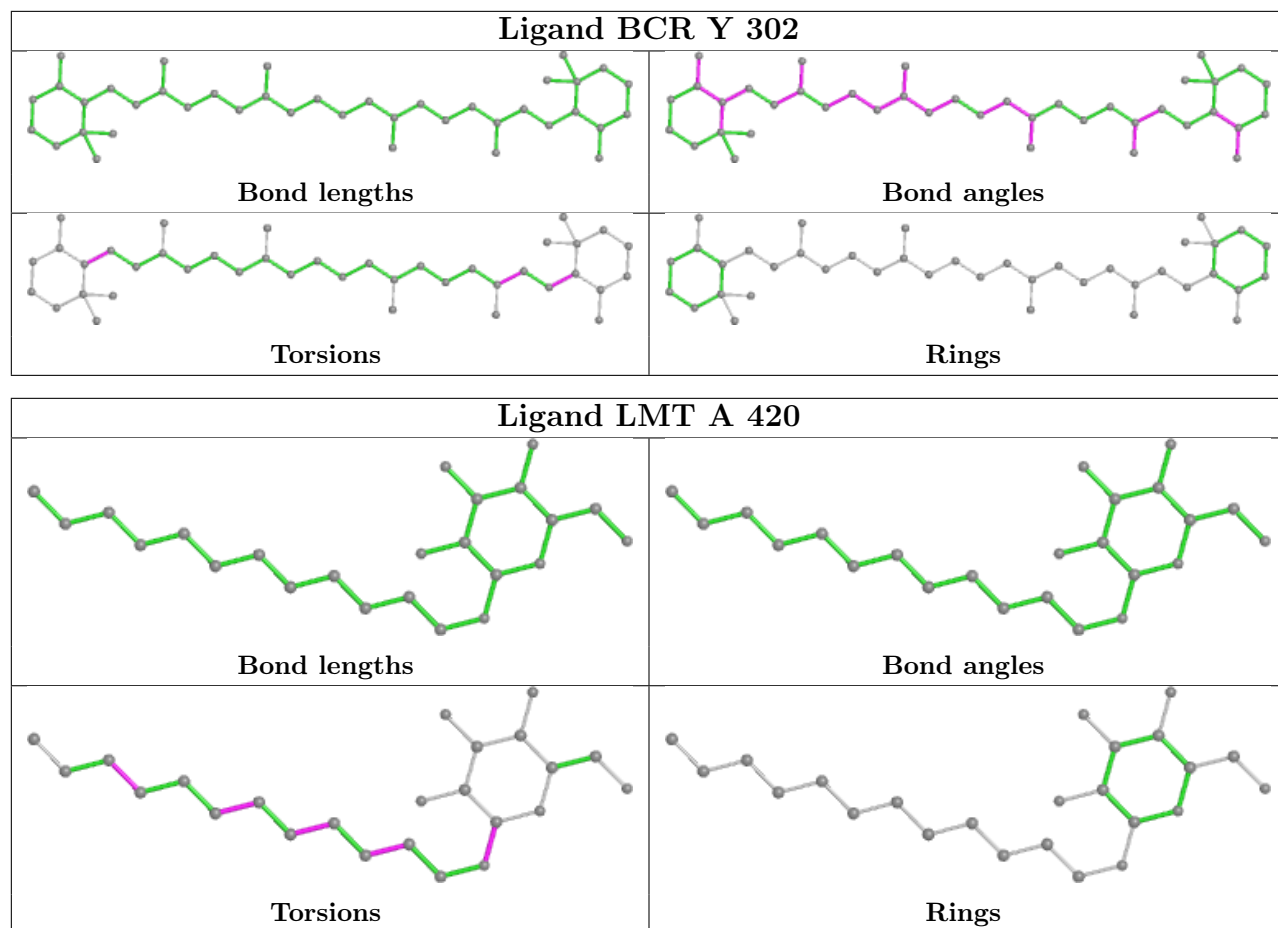 Ligand BCR Y 302
Bond lengths
Bond angles
Torsions
Rings
Ligand LMT A 420
Bond lengths
Bond angles
Torsions
Rings